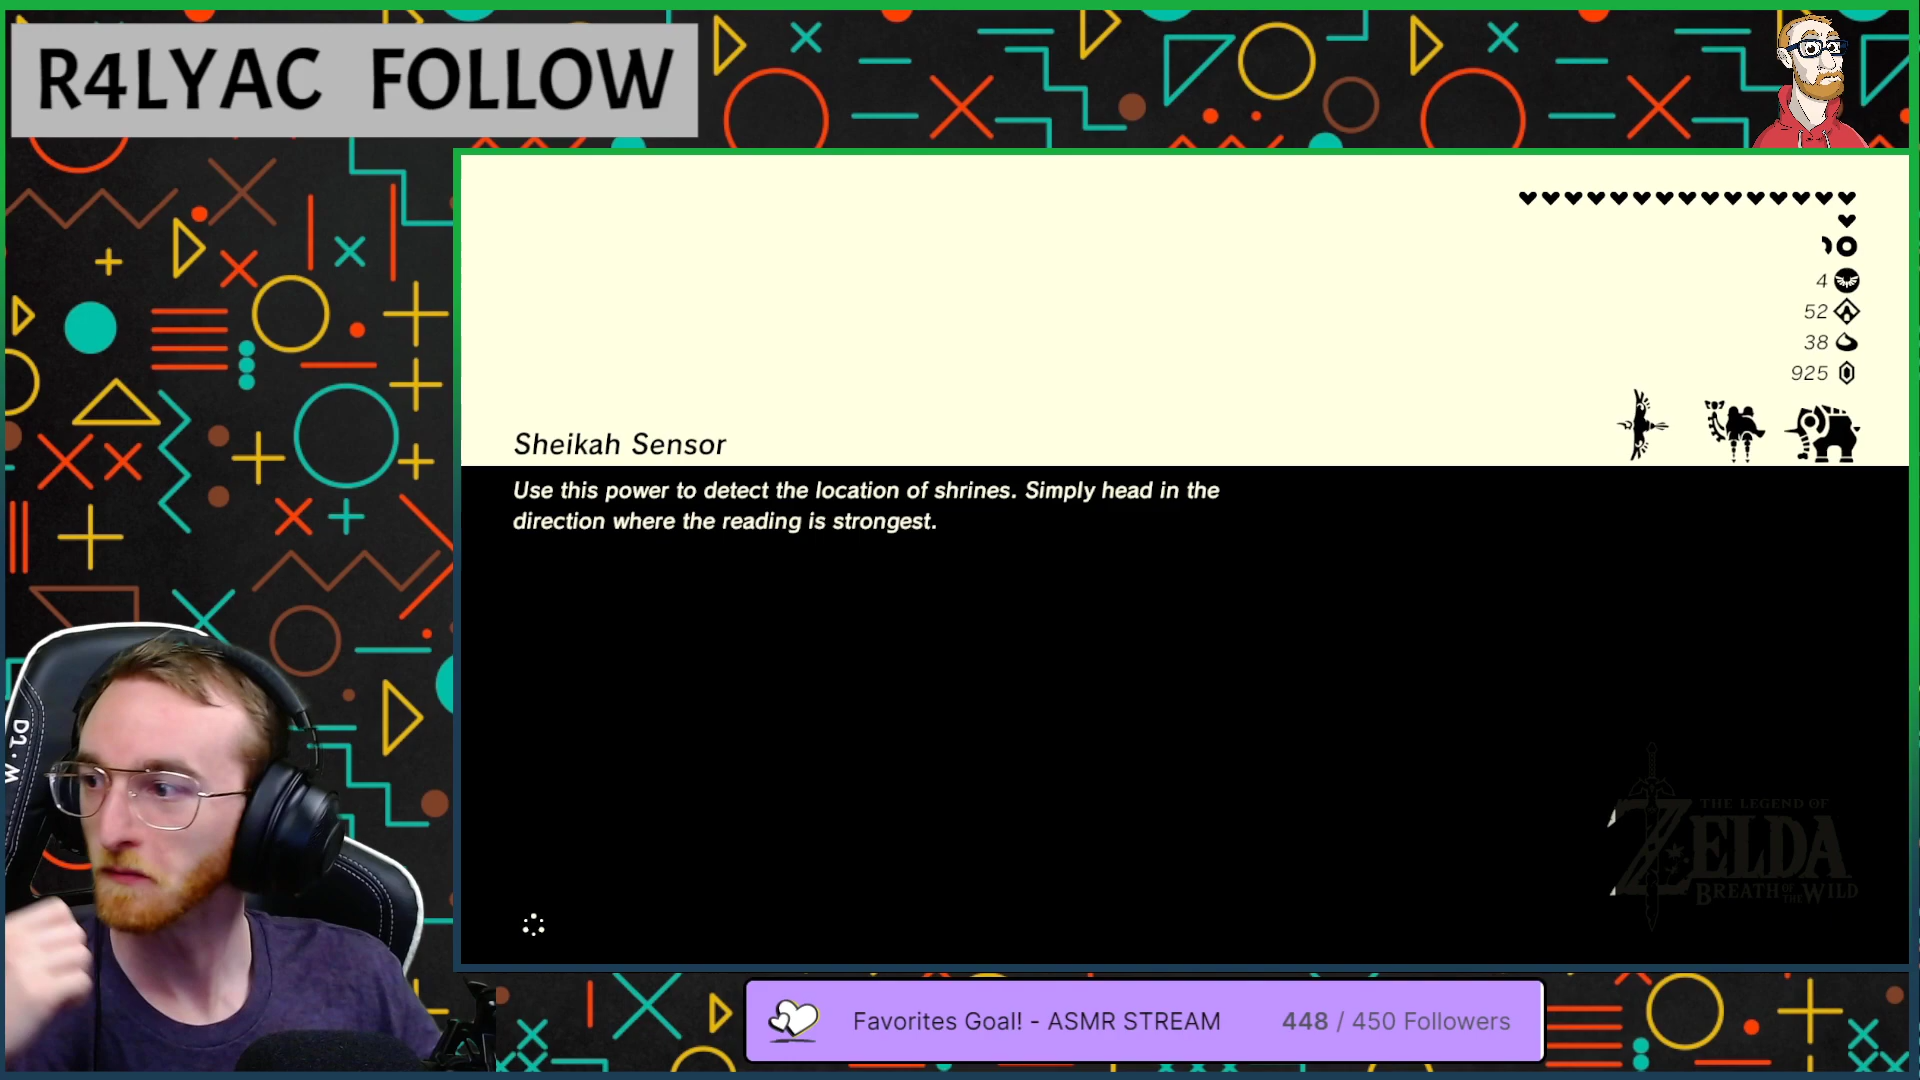 R4LYAC FOLLOW
4
52
38
925
Sheikah Sensor
Use this power to detect the location of shrines. Simply head in the
direction where the reading is strongest.
THE LEGEND OF
ZELDA
BREATH OF THE WILD
Favorites Goal! - ASMR STREAM 448 / 450 Followers